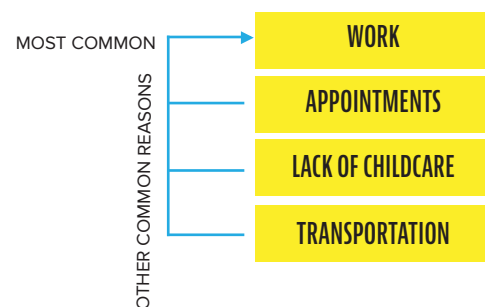 MOST COMMON
WORK
OTHER COMMON REASONS
APPOINTMENTS
LACK OF CHILDCARE
TRANSPORTATION